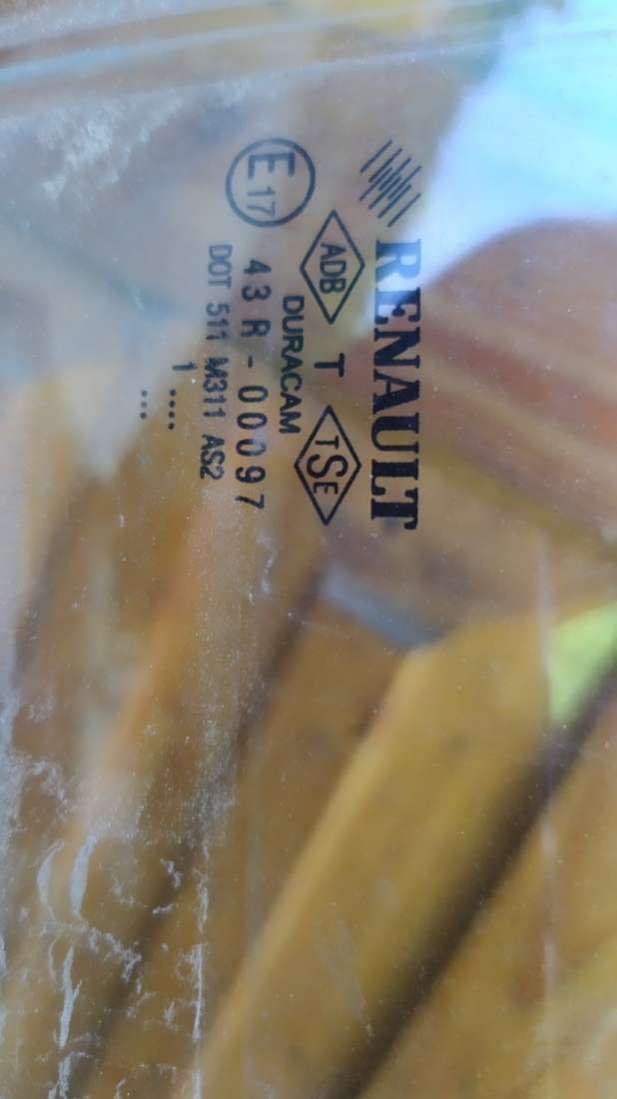 RENAULT
ADB T TSE
DURACAM
E17 43R-00097
DOT 511 M311 AS2
1 ....
...